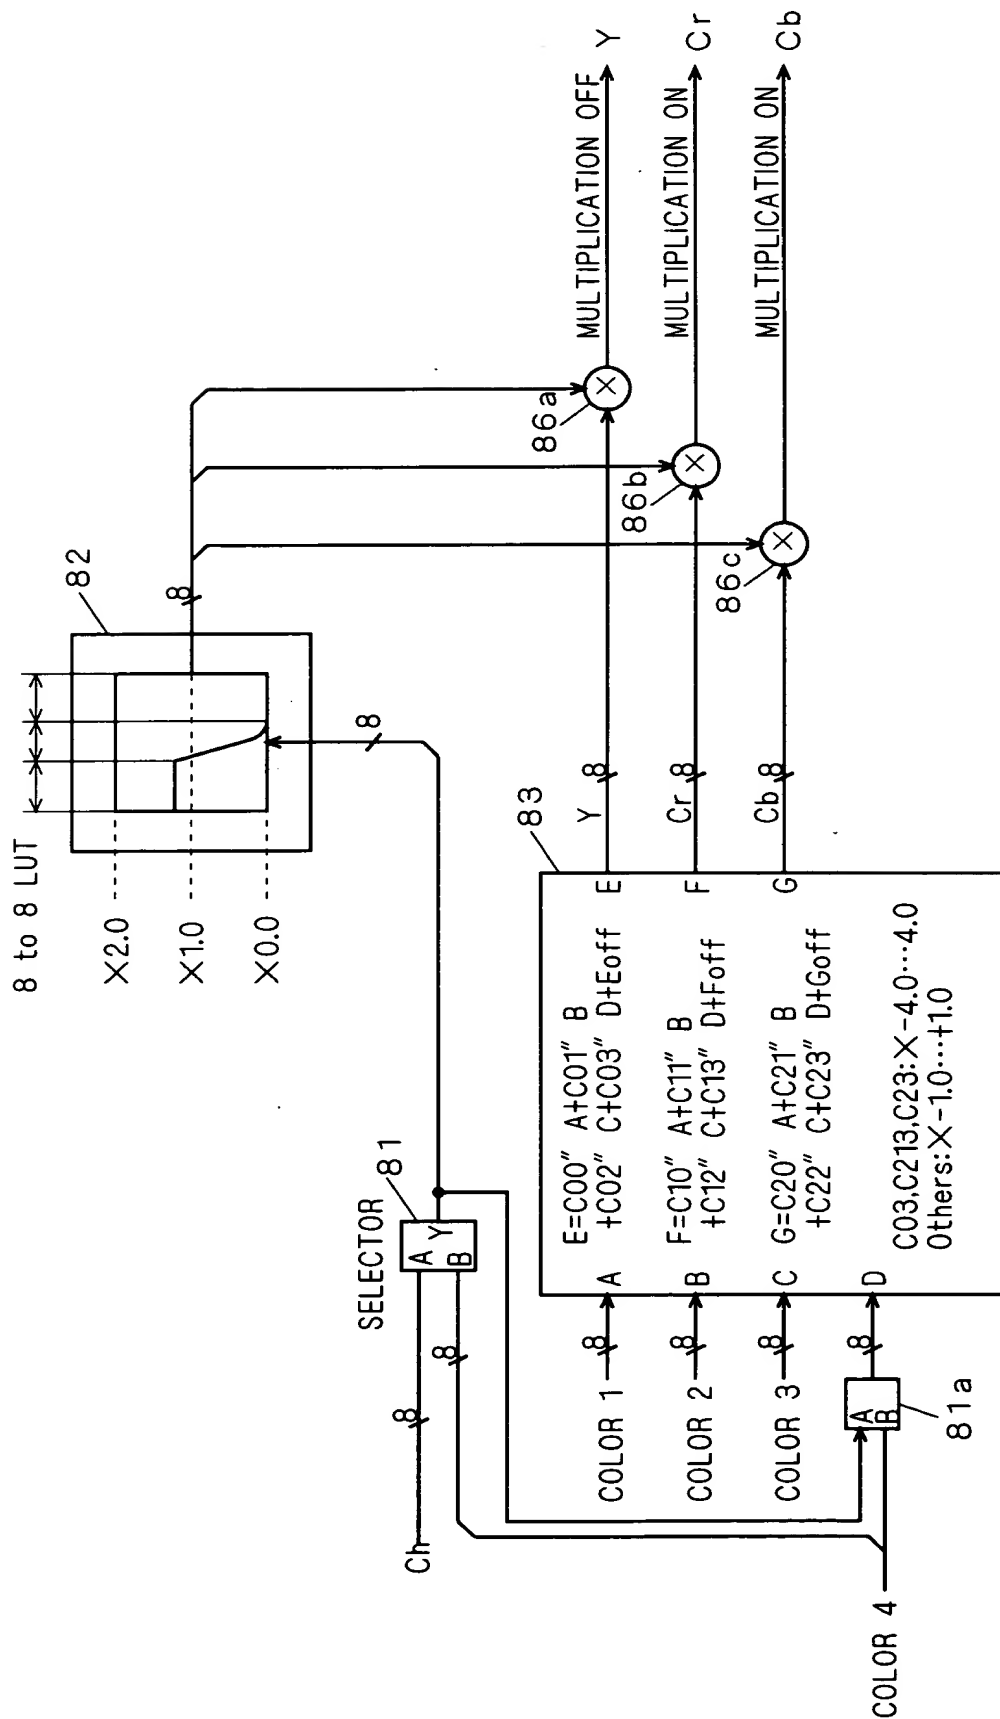 8 to 8 LUT
×2.0
×1.0
×0.0
82
8
8
SELECTOR
81
A
Y
B
8
Ch
8
COLOR 1
8
A
COLOR 2
8
B
COLOR 3
8
C
COLOR 4
A
B
81a
8
D
83
E=C00" A+C01" B
+C02" C+C03" D+Eoff
F=C10" A+C11" B
+C12" C+C13" D+Foff
G=C20" A+C21" B
+C22" C+C23" D+Goff
C03,C213,C23:×-4.0···4.0
Others:×-1.0···+1.0
E
Y
8
F
Cr
8
G
Cb
8
86a
×
MULTIPLICATION OFF
Y
86b
×
MULTIPLICATION ON
Cr
86c
×
MULTIPLICATION ON
Cb